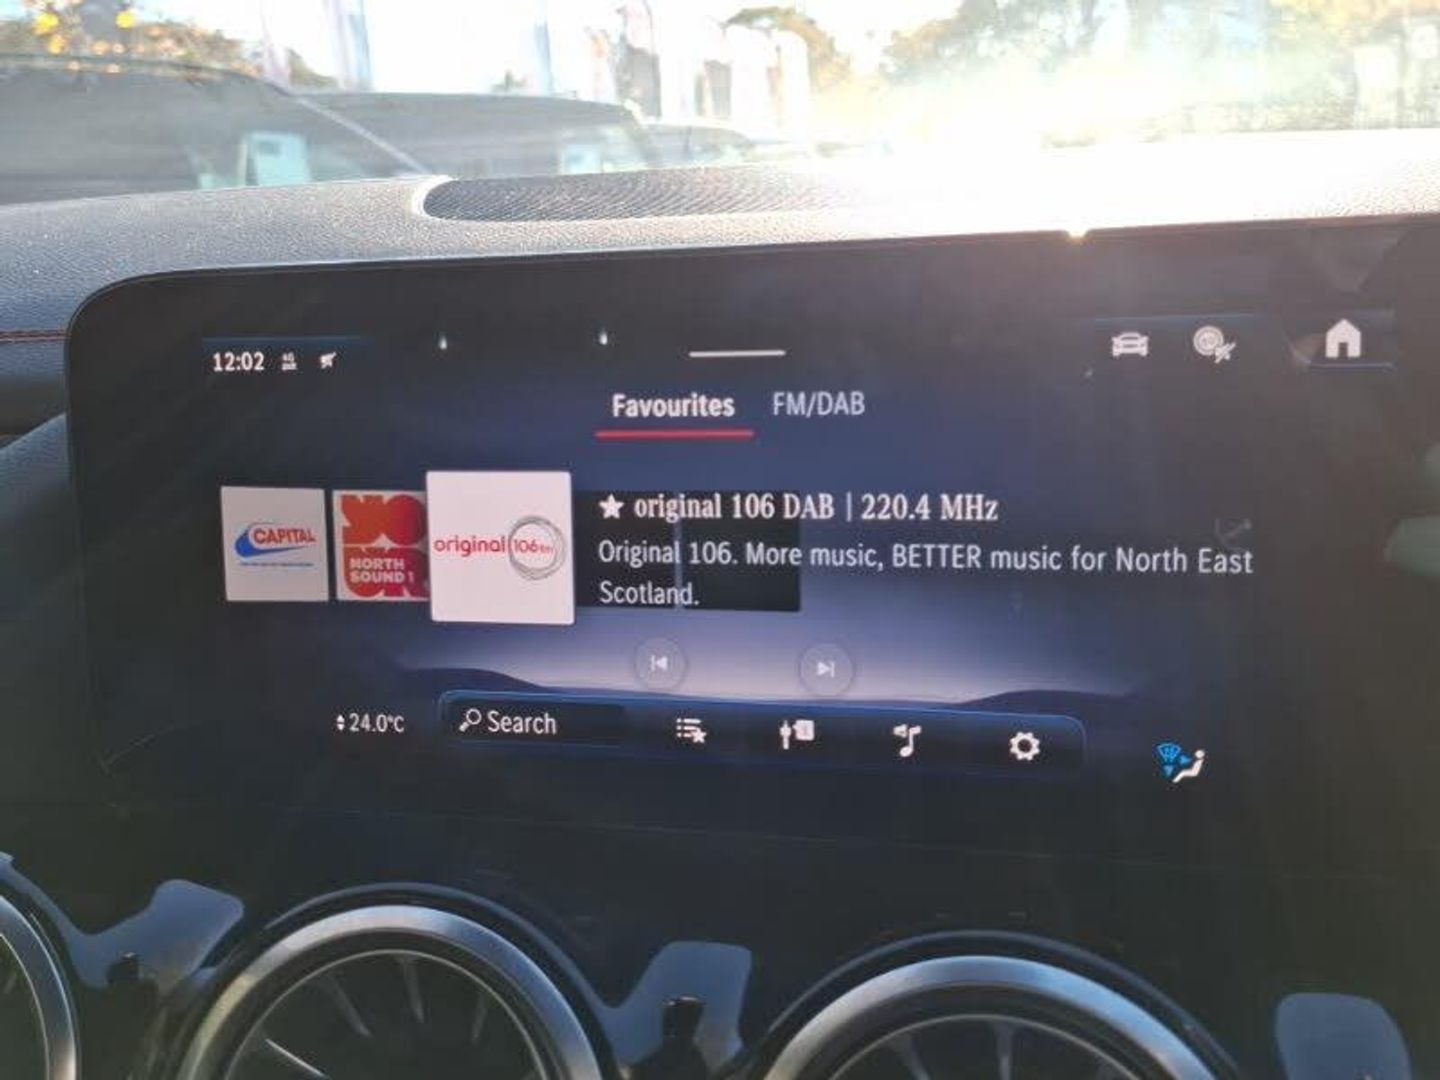 12:02
Favourites FM/DAB
CAPITAL
NORTH
SOUND 1
original 106 fm
original 106 DAB | 220.4 MHz
Original 106. More music, BETTER music for North East
Scotland.
24.0°C
Search